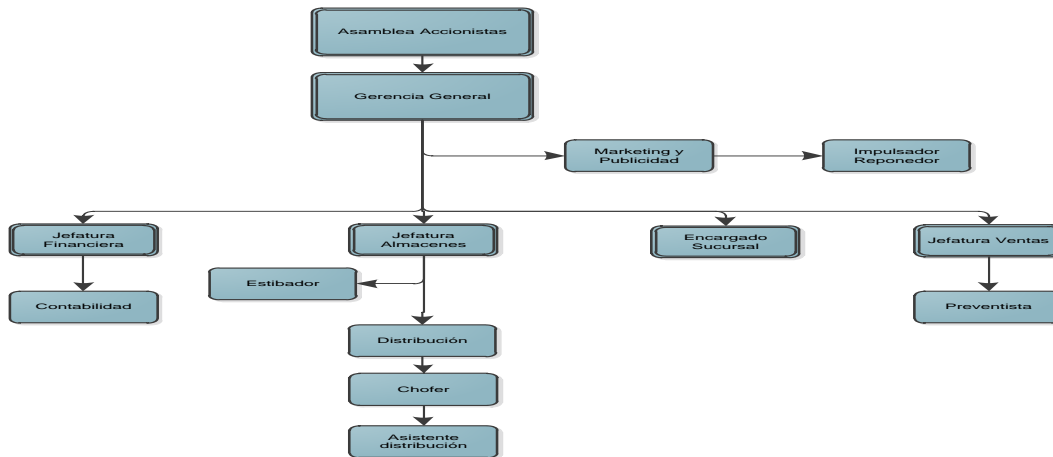 Asamblea Accionistas
Gerencia General
Marketing y
Publicidad
Impulsador
Reponedor
Jefatura
Financiera
Jefatura
Almacenes
Encargado
Sucursal
Jefatura Ventas
Estibador
Contabilidad
Preventista
Distribución
Chofer
Asistente
distribución